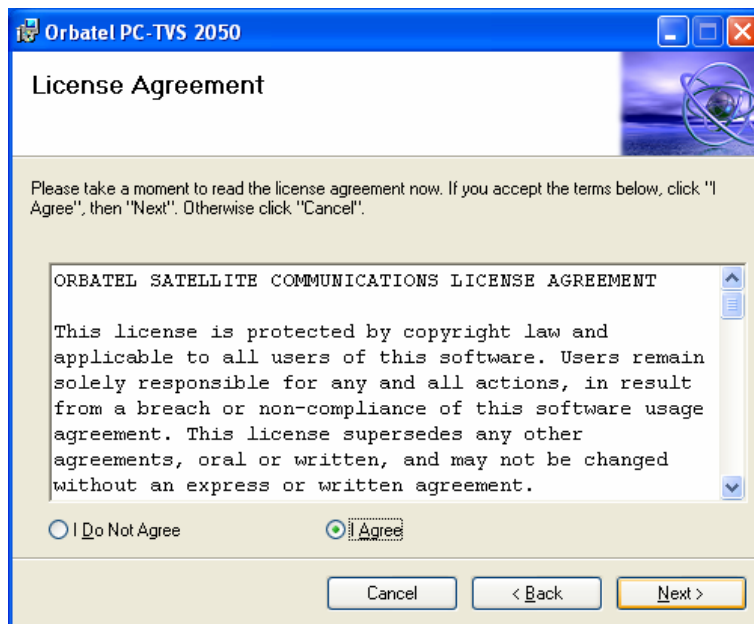 Orbatel PC-TVS 2050
License Agreement
Please take a moment to read the license agreement now. If you accept the terms below, click "I
Agree", then "Next". Otherwise click "Cancel".
ORBATEL SATELLITE COMMUNICATIONS LICENSE AGREEMENT
This license is protected by copyright law and
applicable to all users of this software. Users remain
solely responsible for any and all actions, in result
from a breach or non-compliance of this software usage
agreement. This license supersedes any other
agreements, oral or written, and may not be changed
without an express or written agreement.
I Do Not Agree
I Agree
Cancel
< Back
Next >